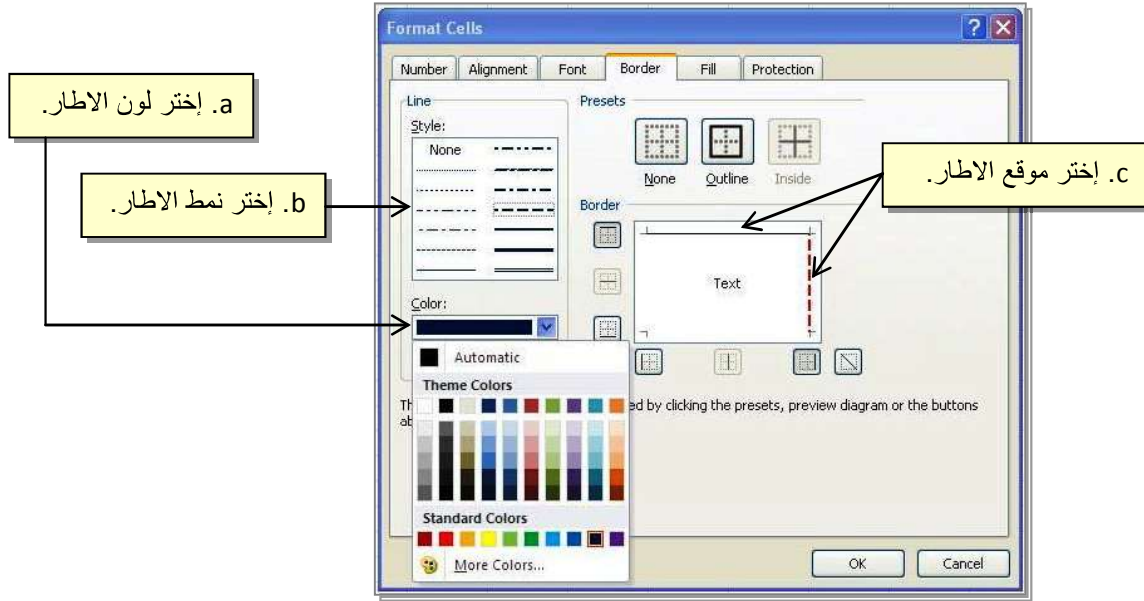 Format Cells
Number Alignment Font Border Fill Protection
a. إختر لون الاطار.
Line
Presets
Style:
None
None Outline Inside
c. إختر موقع الاطار.
b. إختر نمط الاطار.
Border
Text
Color:
Automatic
Theme Colors
Th
ed by clicking the presets, preview diagram or the buttons
ab
Standard Colors
More Colors...
OK Cancel